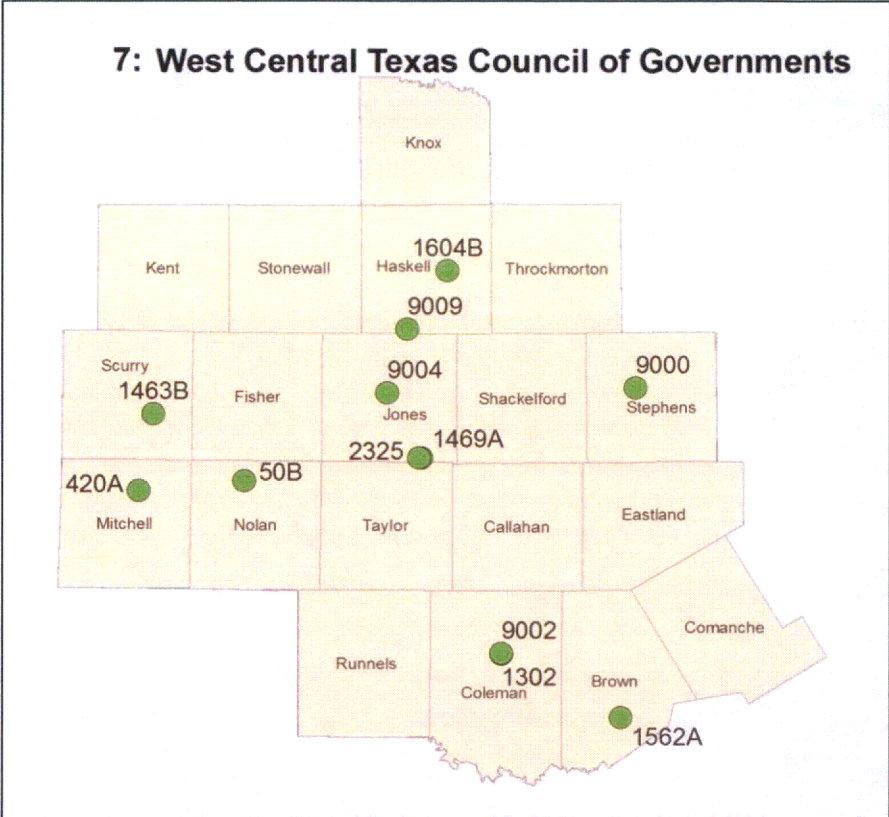 7: West Central Texas Council of Governments
Knox
Kent
Stonewall
Haskell
1604B
Throckmorton
9009
Scurry
1463B
Fisher
9004
Jones
Shackelford
9000
Stephens
2325
1469A
420A
Mitchell
50B
Nolan
Taylor
Callahan
Eastland
Runnels
9002
1302
Coleman
Brown
1562A
Comanche